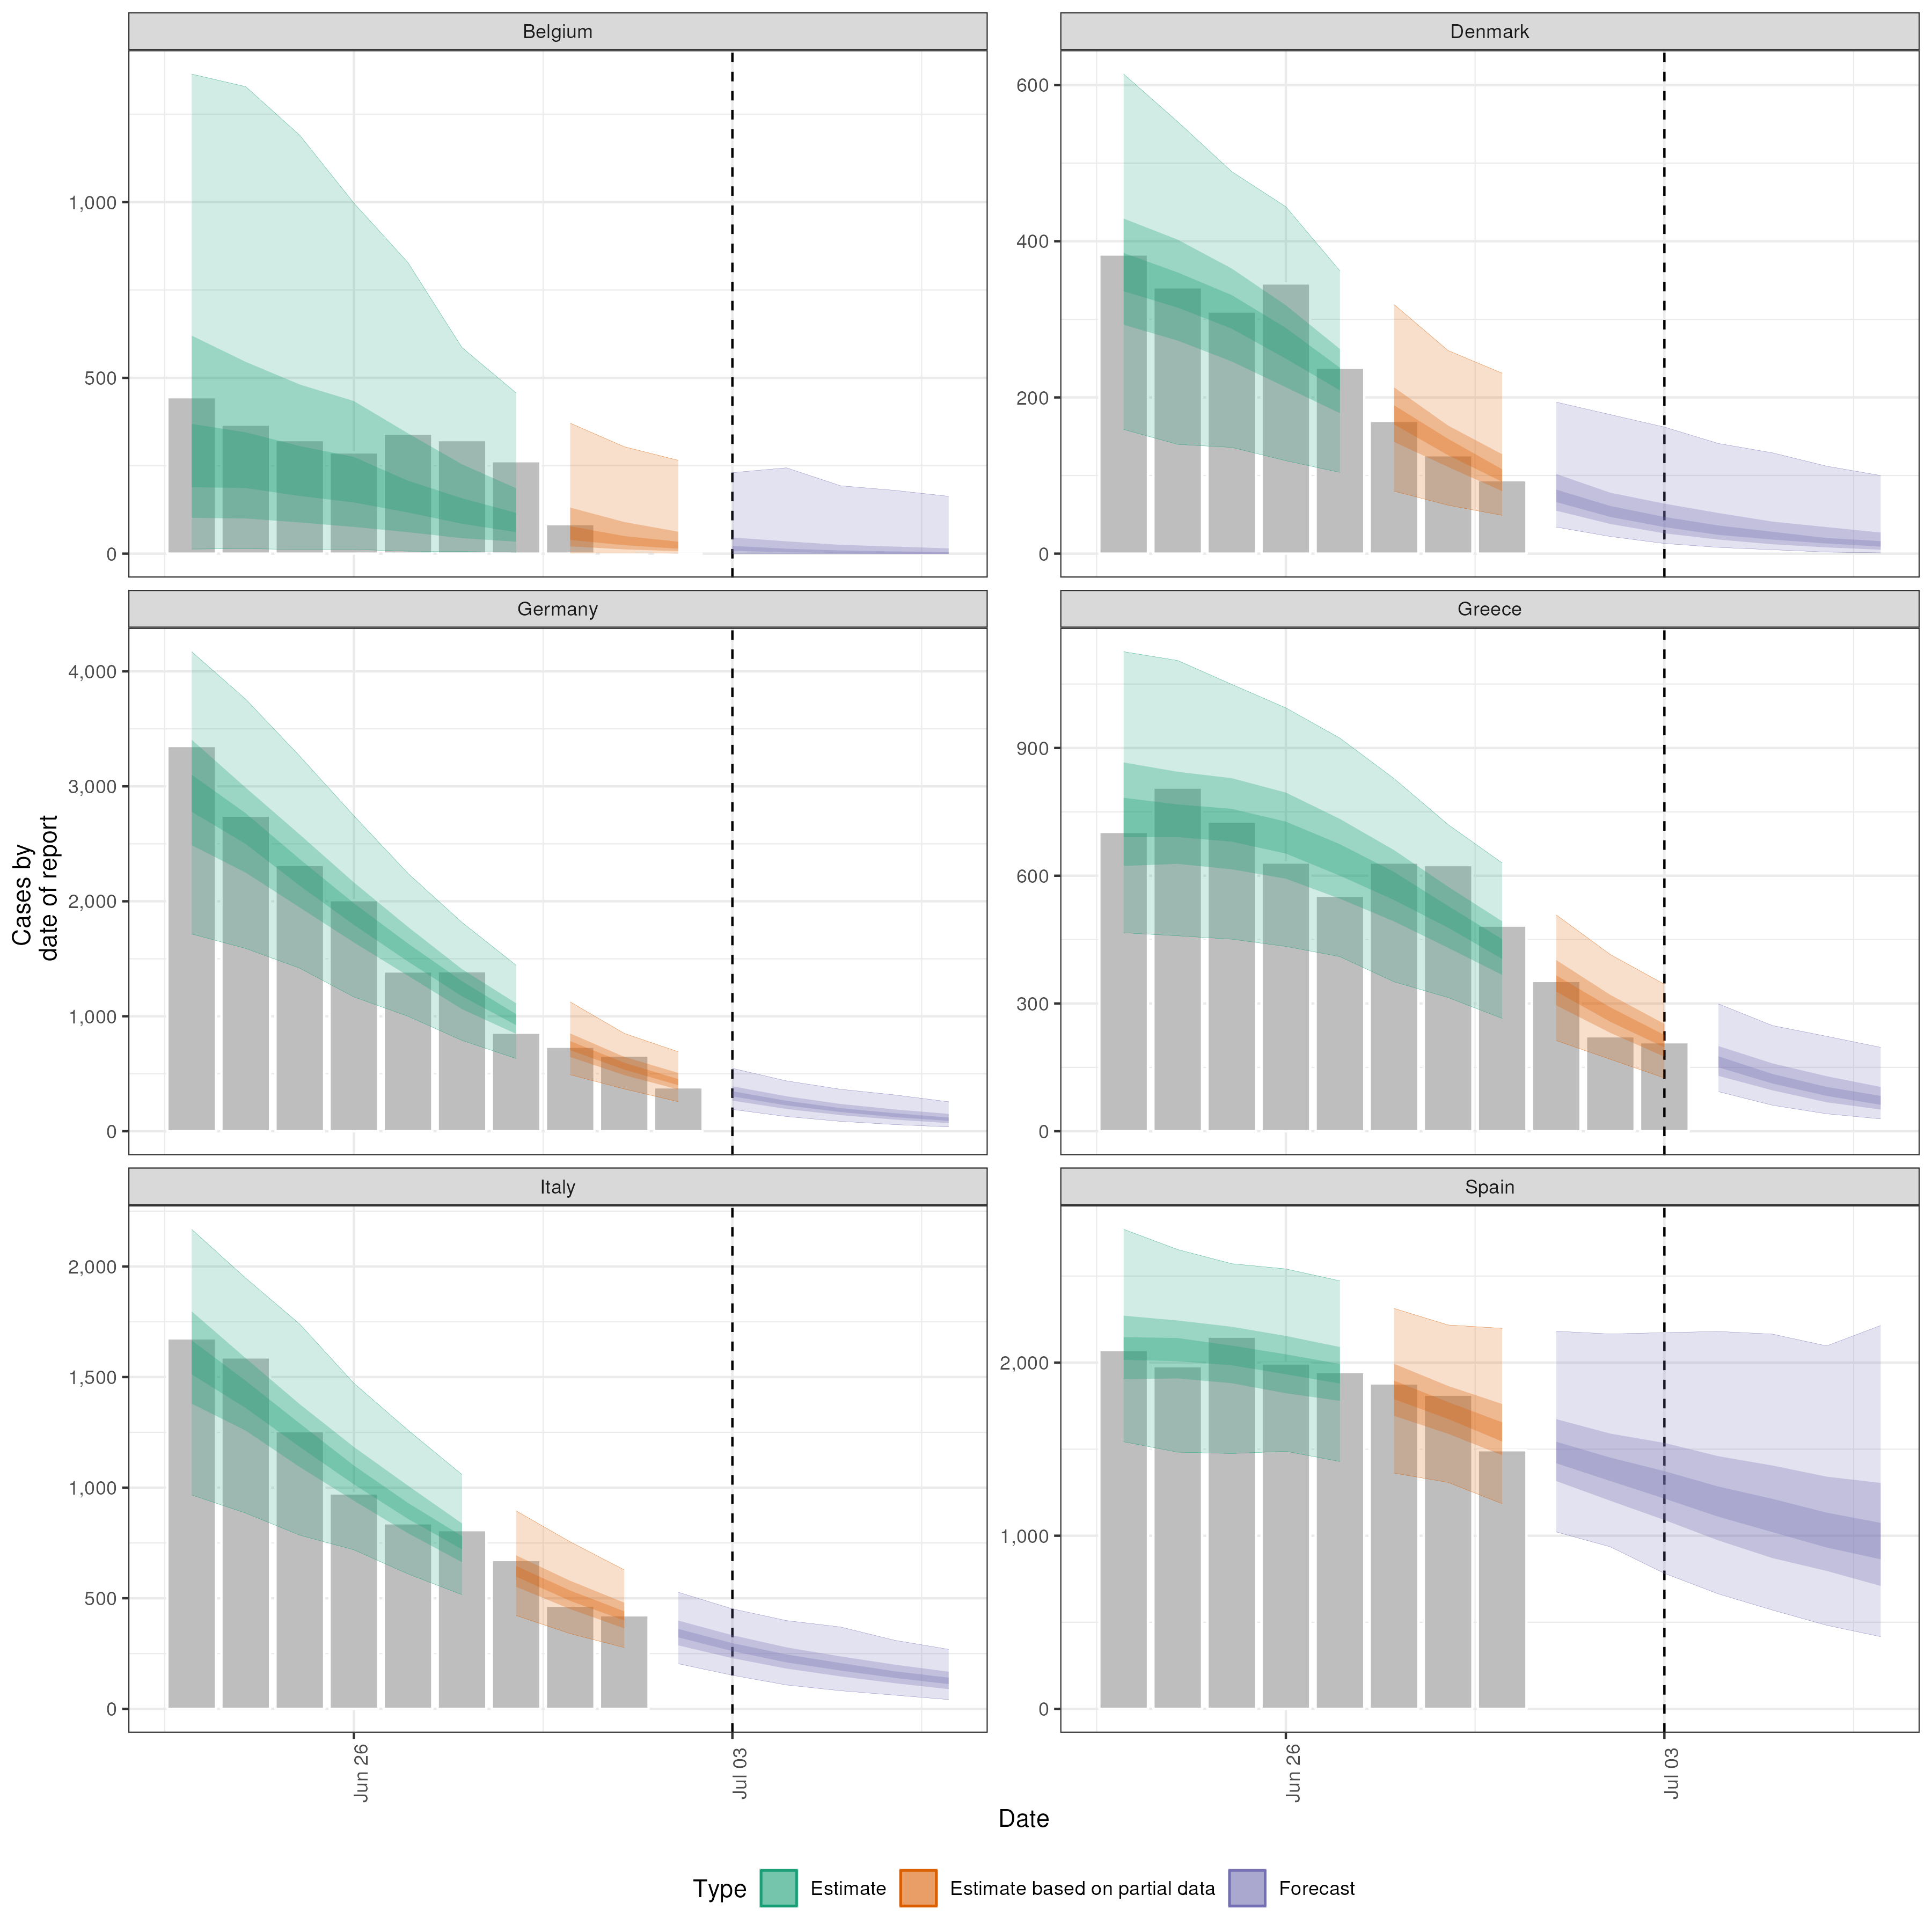 Belgium
Denmark
1,000
500
0
600
400
200
0
Germany
Greece
4,000
3,000
2,000
1,000
0
900
600
300
0
Cases by
date of report
Italy
Spain
2,000
1,500
1,000
500
0
2,000
1,000
0
Jun 26
Jul 03
Jun 26
Jul 03
Date
Type
Estimate
Estimate based on partial data
Forecast